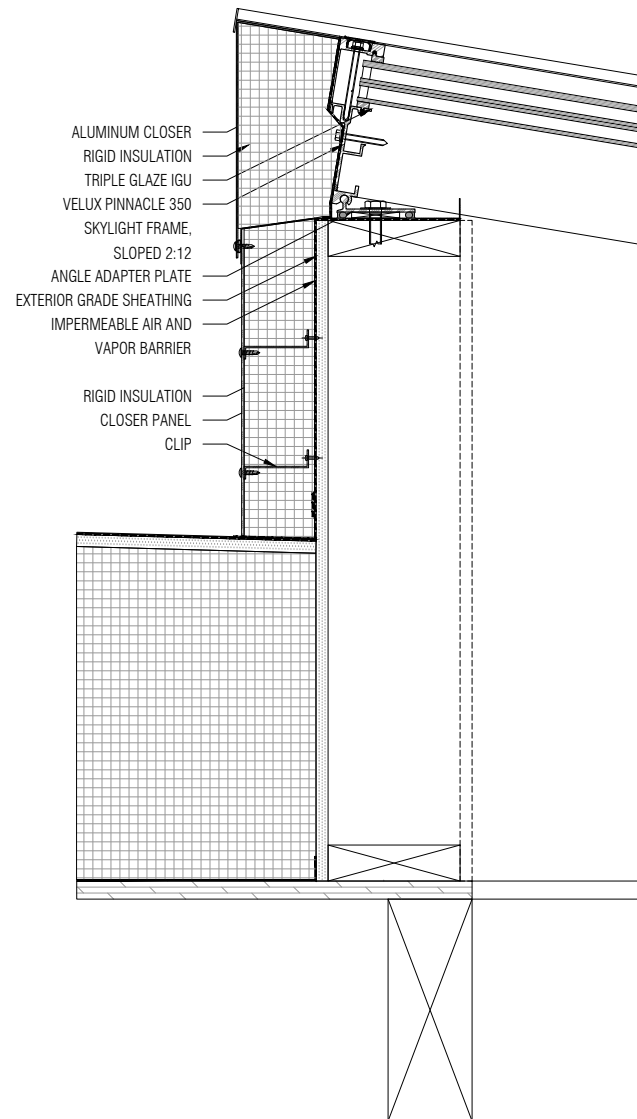 ALUMINUM CLOSER
RIGID INSULATION
TRIPLE GLAZE IGU
VELUX PINNACLE 350
SKYLIGHT FRAME,
SLOPED 2:12
ANGLE ADAPTER PLATE
EXTERIOR GRADE SHEATHING
IMPERMEABLE AIR AND
VAPOR BARRIER
RIGID INSULATION
CLOSER PANEL
CLIP